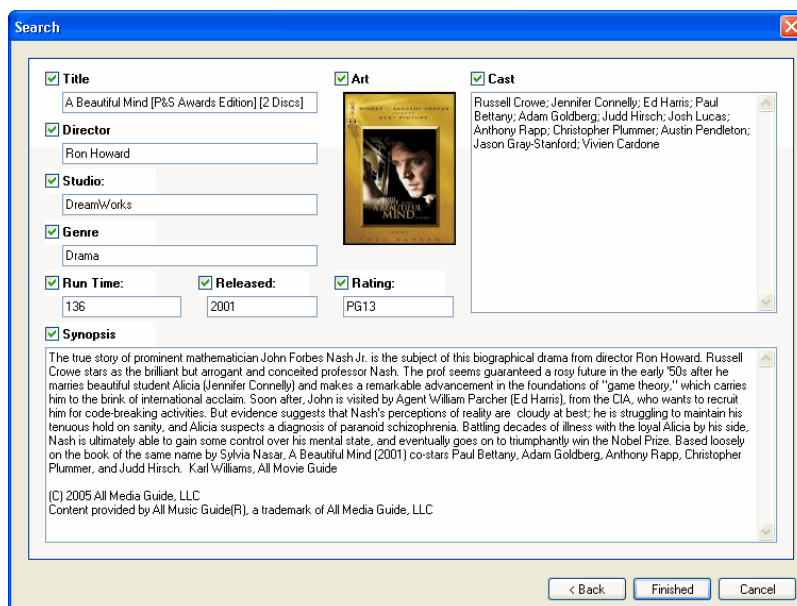 Search
Title
A Beautiful Mind [P&S Awards Edition] [2 Discs]
Director
Ron Howard
Studio:
DreamWorks
Genre
Drama
Run Time:
136
Released:
2001
Art
BEST PICTURE
A BEAUTIFUL
MIND
Rating:
PG13
Cast
Russell Crowe; Jennifer Connelly; Ed Harris; Paul
Bettany; Adam Goldberg; Judd Hirsch; Josh Lucas;
Anthony Rapp; Christopher Plummer; Austin Pendleton;
Jason Gray-Stanford; Vivien Cardone
Synopsis
The true story of prominent mathematician John Forbes Nash Jr. is the subject of this biographical drama from director Ron Howard. Russell
Crowe stars as the brilliant but arrogant and conceited professor Nash. The prof seems guaranteed a rosy future in the early '50s after he
marries beautiful student Alicia (Jennifer Connelly) and makes a remarkable advancement in the foundations of "game theory," which carries
him to the brink of international acclaim. Soon after, John is visited by Agent William Parcher (Ed Harris), from the CIA, who wants to recruit
him for code-breaking activities. But evidence suggests that Nash's perceptions of reality are cloudy at best; he is struggling to maintain his
tenuous hold on sanity, and Alicia suspects a diagnosis of paranoid schizophrenia. Battling decades of illness with the loyal Alicia by his side,
Nash is ultimately able to gain some control over his mental state, and eventually goes on to triumphantly win the Nobel Prize. Based loosely
on the book of the same name by Sylvia Nasar, A Beautiful Mind (2001) co-stars Paul Bettany, Adam Goldberg, Anthony Rapp, Christopher
Plummer, and Judd Hirsch. Karl Williams, All Movie Guide
(C) 2005 All Media Guide, LLC
Content provided by All Music Guide(R), a trademark of All Media Guide, LLC
< Back
Finished
Cancel